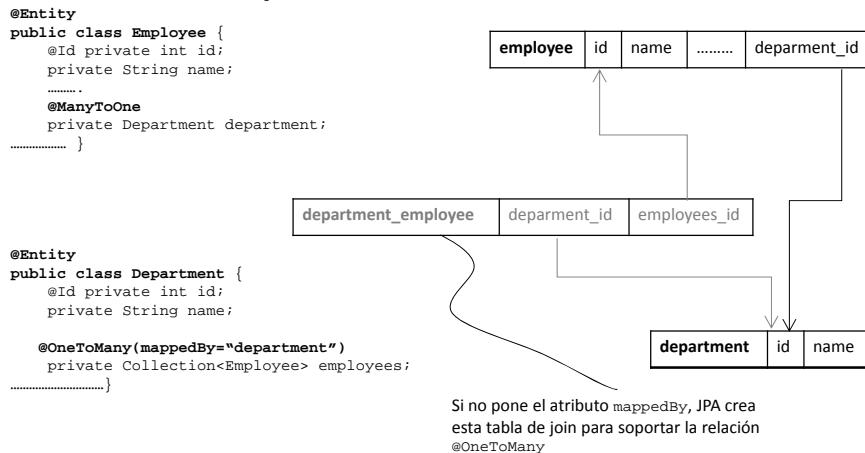 @Entity
public class Employee {
@Id private int id;
private String name;
……….
@ManyToOne
private Department department;
……………… }
employee id name ……… deparment_id
department_employee deparment_id employees_id
@Entity
public class Department {
@Id private int id;
private String name;
@OneToMany(mappedBy=“department”)
private Collection<Employee> employees;
…………………………}
department id name
Si no pone el atributo mappedBy, JPA crea
esta tabla de join para soportar la relación
@OneToMany